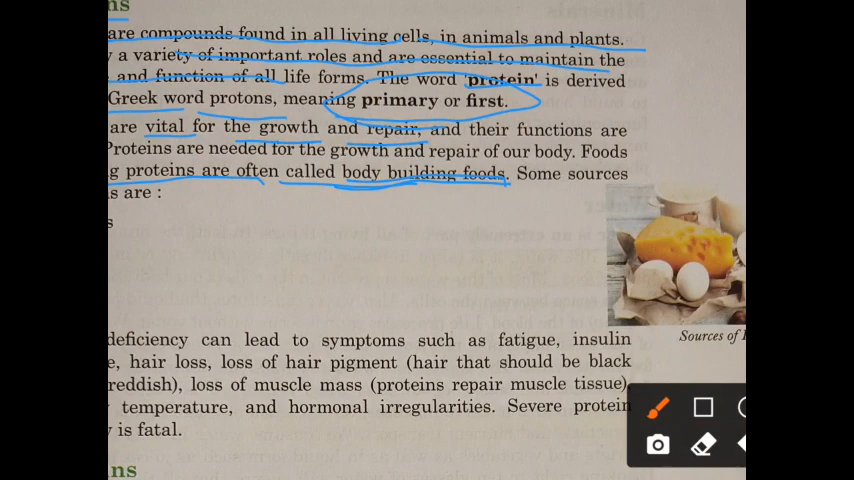 ns
are compounds found in all living cells, in animals and plants.
a variety of important roles and are essential to maintain the
and function of all life forms. The word 'protein' is derived
Greek word protons, meaning primary or first.
are vital for the growth and repair, and their functions are
Proteins are needed for the growth and repair of our body. Foods
g proteins are often called body building foods. Some sources
s are :
s
Sources of
deficiency can lead to symptoms such as fatigue, insulin
e, hair loss, loss of hair pigment (hair that should be black
reddish), loss of muscle mass (proteins repair muscle tissue),
temperature, and hormonal irregularities. Severe protein
y is fatal.
ns